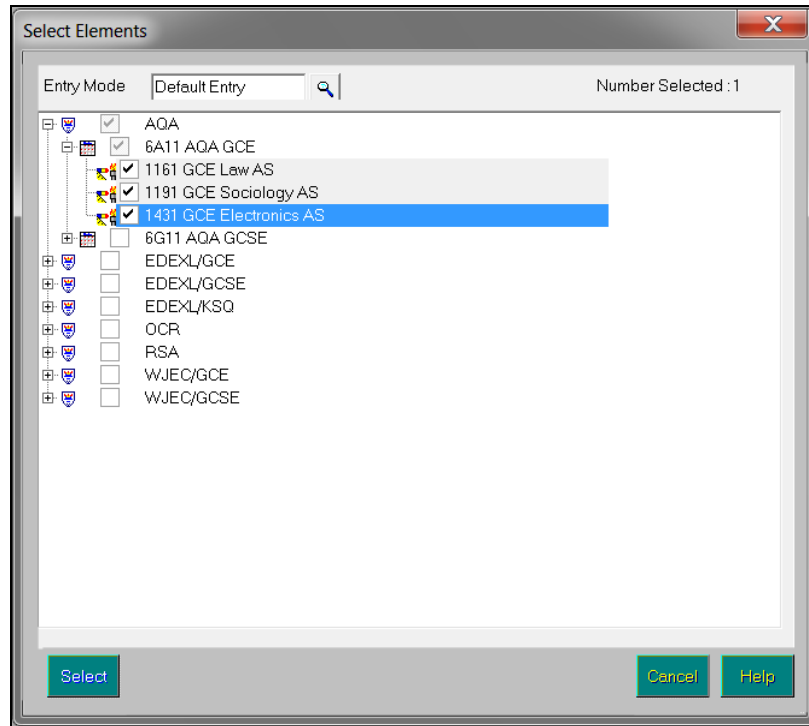 Select Elements
Entry Mode Default Entry Number Selected :1
AQA
6A11 AQA GCE
1161 GCE Law AS
1191 GCE Sociology AS
1431 GCE Electronics AS
6G11 AQA GCSE
EDEXL/GCE
EDEXL/GCSE
EDEXL/KSQ
OCR
RSA
WJEC/GCE
WJEC/GCSE
Select Cancel Help